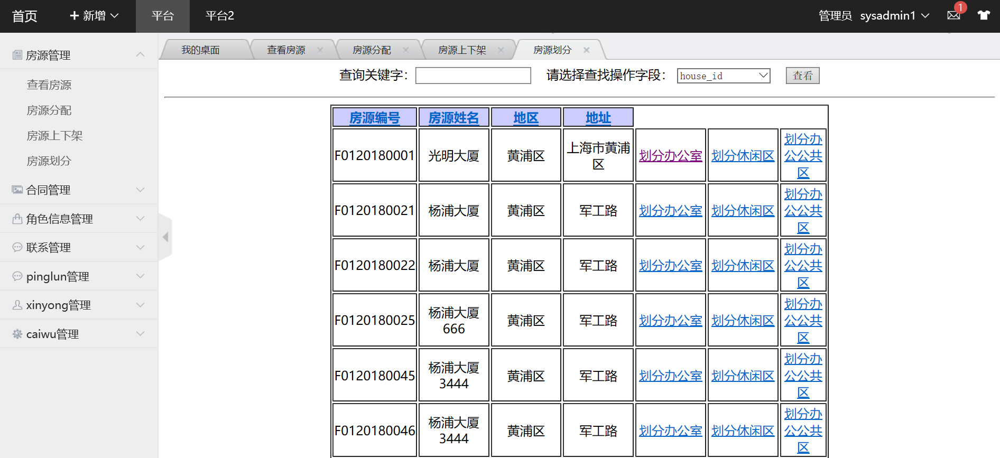 首页
新增
平台
平台2
管理员 sysadmin1
1
房源管理
查看房源
房源分配
房源上下架
房源划分
合同管理
角色信息管理
联系管理
pinglun管理
xinyong管理
caiwu管理
我的桌面
查看房源
房源分配
房源上下架
房源划分
查询关键字：
请选择查找操作字段：
house_id
查看
房源编号 房源姓名 地区 地址
F0120180001 光明大厦 黄浦区 上海市黄浦
区
划分办公室 划分休闲区 划分办
公公共
区
F0120180021 杨浦大厦 黄浦区 军工路 划分办公室 划分休闲区 划分办
公公共
区
F0120180022 杨浦大厦 黄浦区 军工路 划分办公室 划分休闲区 划分办
公公共
区
F0120180025 杨浦大厦
666
黄浦区 军工路 划分办公室 划分休闲区 划分办
公公共
区
F0120180045 杨浦大厦
3444
黄浦区 军工路 划分办公室 划分休闲区 划分办
公公共
区
F0120180046 杨浦大厦
3444
黄浦区 军工路 划分办公室 划分休闲区 划分办
公公共
区